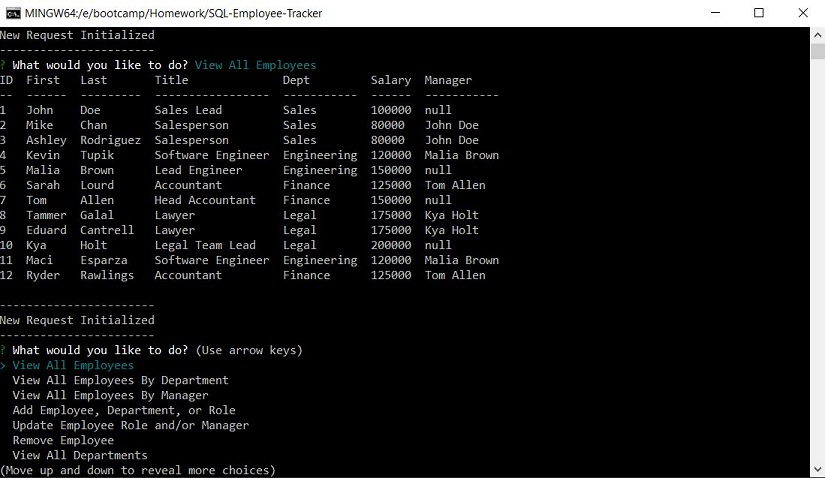 MINGW64:/e/bootcamp/Homework/SQL-Employee-Tracker
New Request Initialized
-----------------------
? What would you like to do? View All Employees
ID  First   Last       Title              Dept         Salary  Manager
--  ------  ---------  -----------------  -----------  ------  -----------
1   John    Doe        Sales Lead         Sales        100000  null
2   Mike    Chan       Salesperson        Sales        80000   John Doe
3   Ashley  Rodriguez  Salesperson        Sales        80000   John Doe
4   Kevin   Tupik      Software Engineer  Engineering  120000  Malia Brown
5   Malia   Brown      Lead Engineer      Engineering  150000  null
6   Sarah   Lourd      Accountant         Finance      125000  Tom Allen
7   Tom     Allen      Head Accountant    Finance      150000  null
8   Tammer  Galal      Lawyer             Legal        175000  Kya Holt
9   Eduard  Cantrell   Lawyer             Legal        175000  Kya Holt
10  Kya     Holt       Legal Team Lead    Legal        200000  null
11  Maci    Esparza    Software Engineer  Engineering  120000  Malia Brown
12  Ryder   Rawlings   Accountant         Finance      125000  Tom Allen
-----------------------
New Request Initialized
-----------------------
? What would you like to do? (Use arrow keys)
> View All Employees
  View All Employees By Department
  View All Employees By Manager
  Add Employee, Department, or Role
  Update Employee Role and/or Manager
  Remove Employee
  View All Departments
(Move up and down to reveal more choices)